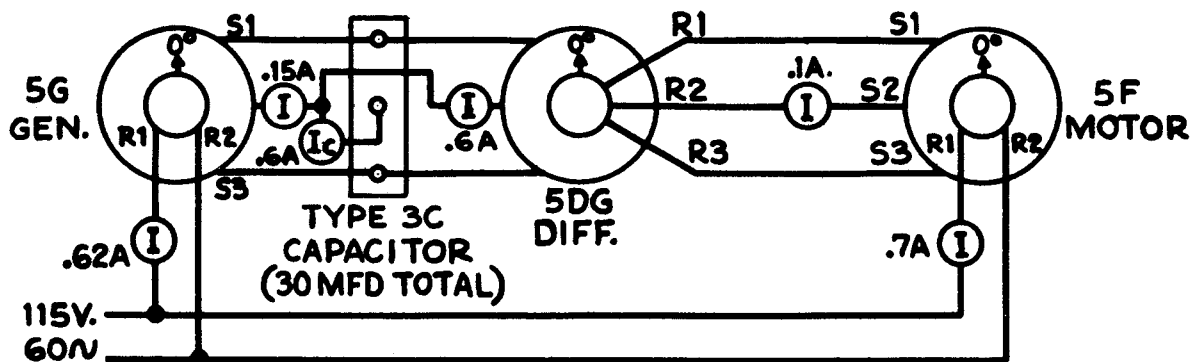 S1
0°
.15A
I
5G
GEN.
R1
R2
Ic
.6A
S3
I
.6A
0°
R1
R2
R3
5DG
DIFF.
.1A.
I
S1
S2
S3
0°
R1
R2
5F
MOTOR
TYPE 3C
CAPACITOR
(30 MFD TOTAL)
.62A
I
.7A
I
115V.
60~